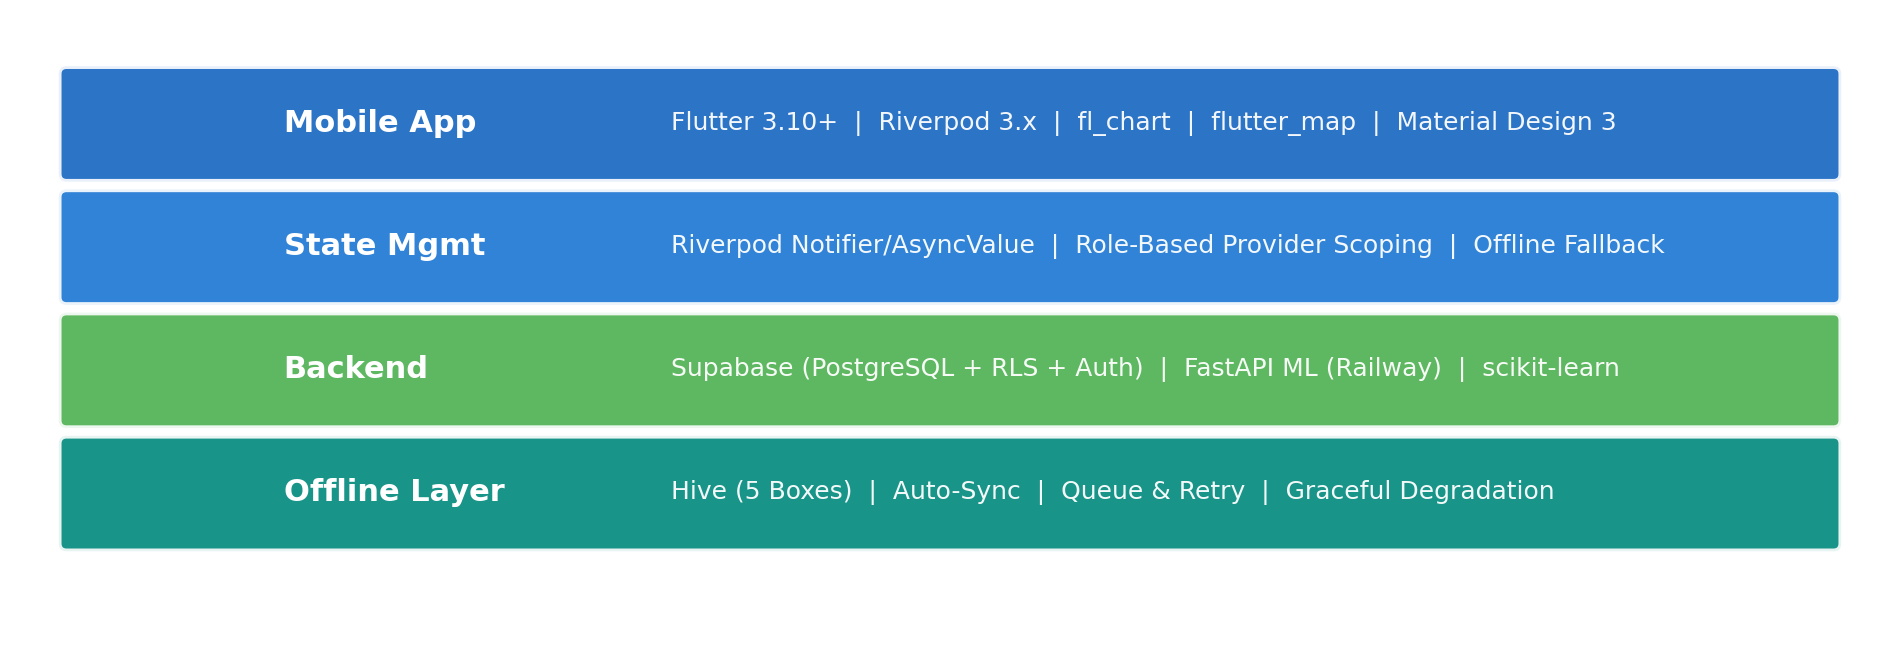 Mobile App Flutter 3.10+ | Riverpod 3.x | fl_chart | flutter_map | Material Design 3
State Mgmt Riverpod Notifier/AsyncValue | Role-Based Provider Scoping | Offline Fallback
Backend Supabase (PostgreSQL + RLS + Auth) | FastAPI ML (Railway) | scikit-learn
Offline Layer Hive (5 Boxes) | Auto-Sync | Queue & Retry | Graceful Degradation